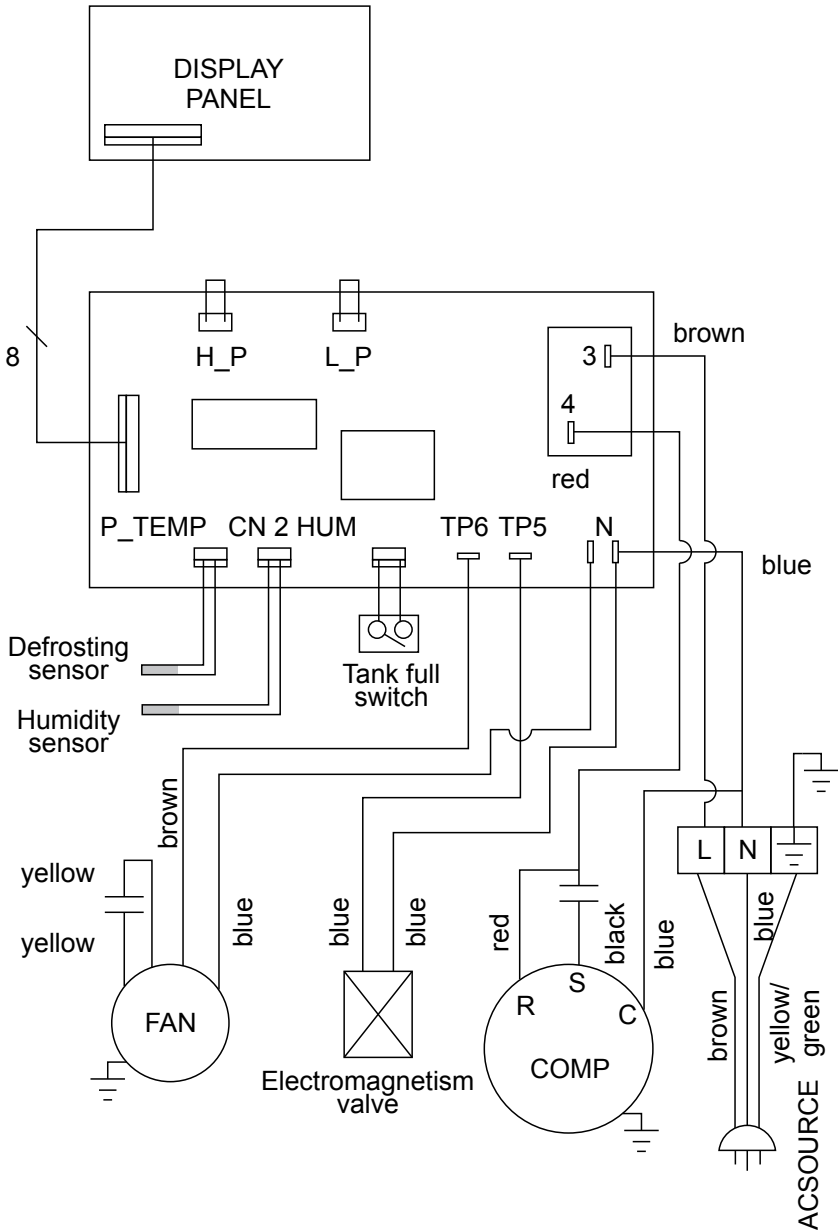 DISPLAY
PANEL
8
H_P
L_P
3
brown
4
red
P_TEMP
CN 2 HUM
TP6
TP5
N
blue
Defrosting
sensor
Tank full
switch
Humidity
sensor
brown
yellow
yellow
blue
blue
blue
red
black
blue
L
N
blue
brown
yellow/
green
FAN
Electromagnetism
valve
R
S
C
COMP
ACSOURCE